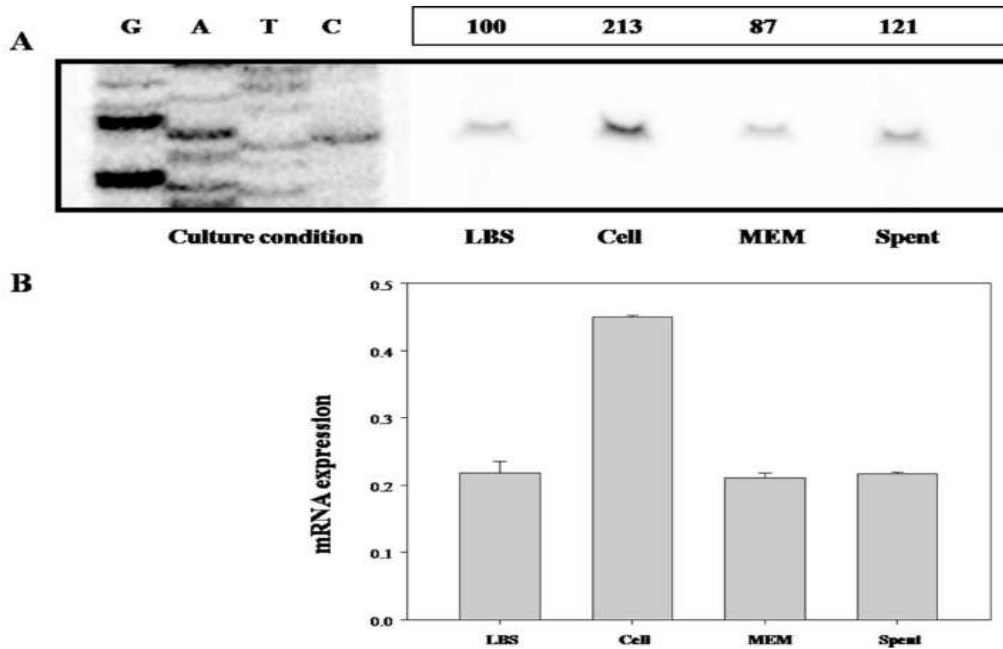 A
G A T C 100 213 87 121
Culture condition LBS Cell MEM Spent
B
0.5
0.4
0.3
0.2
0.1
0.0
mRNA expression
LBS Cell MEM Spent